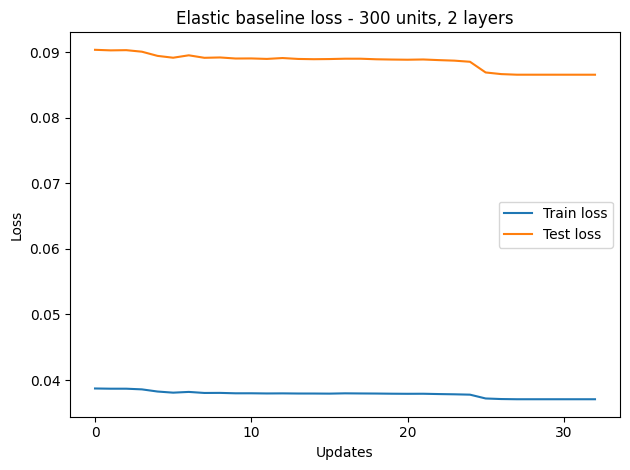 Elastic baseline loss - 300 units, 2 layers
0.09
0.08
0.07
0.06
0.05
0.04
Loss
Train loss
Test loss
0
10
20
30
Updates